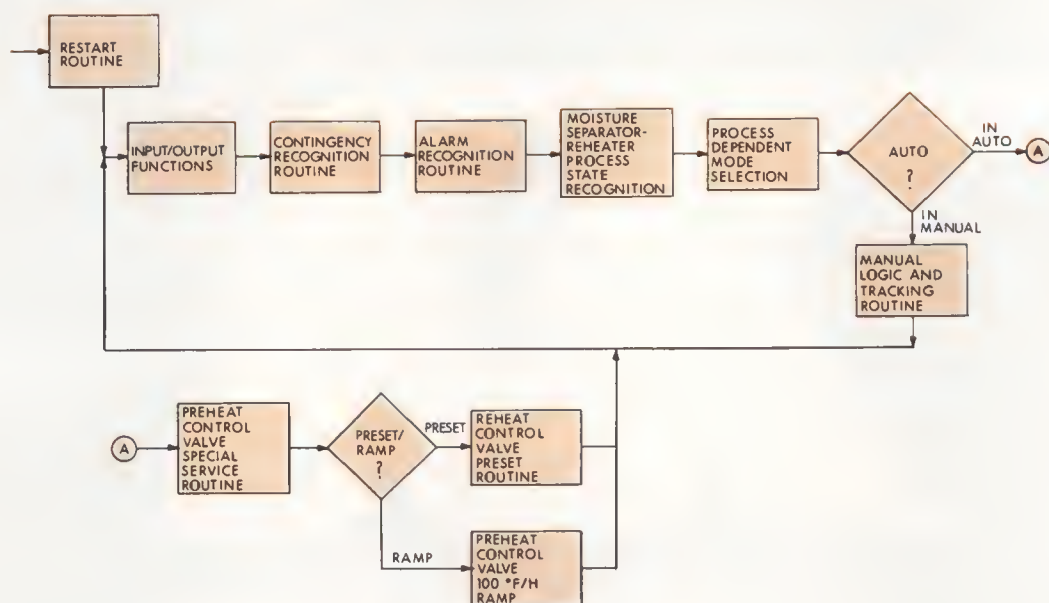 RESTART
ROUTINE
INPUT/OUTPUT
FUNCTIONS
CONTINGENCY
RECOGNITION
ROUTINE
ALARM
RECOGNITION
ROUTINE
MOISTURE
SEPARATOR-
REHEATER
PROCESS
STATE
RECOGNITION
PROCESS
DEPENDENT
MODE
SELECTION
AUTO
?
IN
AUTO
A
IN
MANUAL
MANUAL
LOGIC AND
TRACKING
ROUTINE
A
PREHEAT
CONTROL
VALVE
SPECIAL
SERVICE
ROUTINE
PRESET/
RAMP
?
PRESET
REHEAT
CONTROL
VALVE
PRESET
ROUTINE
RAMP
PREHEAT
CONTROL
VALVE
100 °F/H
RAMP